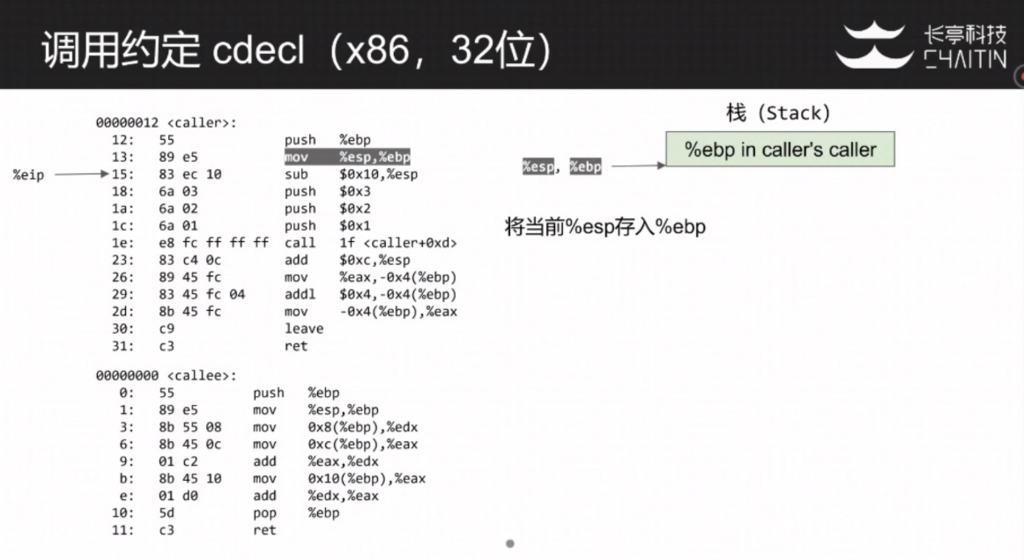 调用约定 cdecl（x86，32位）
长亭科技
CHAITIN
00000012 <caller>:
12: 55 push %ebp
13: 89 e5 mov %esp,%ebp
%eip
15: 83 ec 10 sub $0x10,%esp
18: 6a 03 push $0x3
1a: 6a 02 push $0x2
1c: 6a 01 push $0x1
1e: e8 fc ff ff ff call 1f <caller+0xd>
23: 83 c4 0c add $0xc,%esp
26: 89 45 fc mov %eax,-0x4(%ebp)
29: 83 45 fc 04 addl $0x4,-0x4(%ebp)
2d: 8b 45 fc mov -0x4(%ebp),%eax
30: c9 leave
31: c3 ret
00000000 <callee>:
0: 55 push %ebp
1: 89 e5 mov %esp,%ebp
3: 8b 55 08 mov 0x8(%ebp),%edx
6: 8b 45 0c mov 0xc(%ebp),%eax
9: 01 c2 add %eax,%edx
b: 8b 45 10 mov 0x10(%ebp),%eax
e: 01 d0 add %edx,%eax
10: 5d pop %ebp
11: c3 ret
栈（Stack）
%ebp in caller's caller
%esp, %ebp
将当前%esp存入%ebp